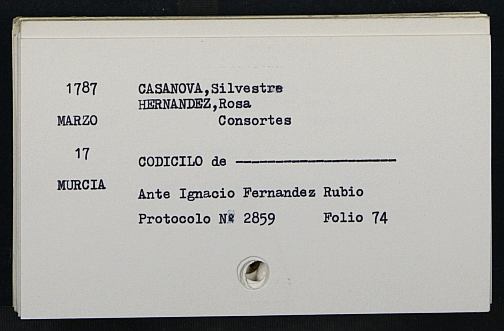 1787 CASANOVA,Silvestre
HERNANDEZ,Rosa
MARZO Consortes
17
CODICILO de --------------------
MURCIA
Ante Ignacio Fernandez Rubio
Protocolo Nº 2859 Folio 74